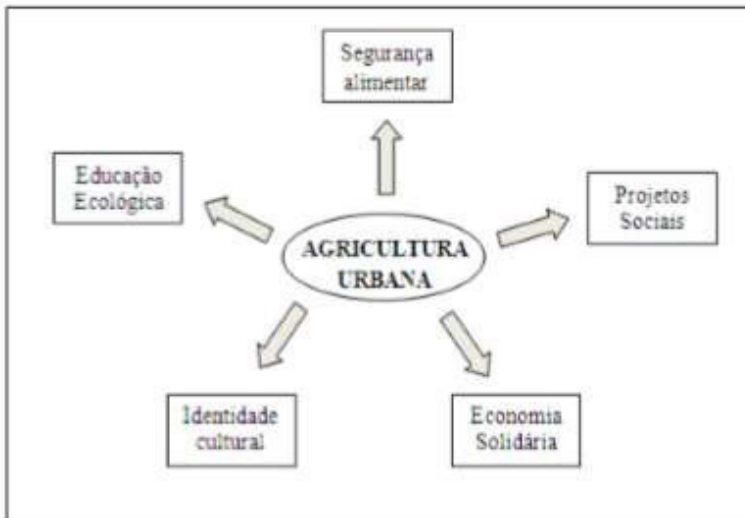 Segurança
alimentar
Educação
Ecológica
Projetos
Sociais
AGRICULTURA
URBANA
Identidade
cultural
Economia
Solidária